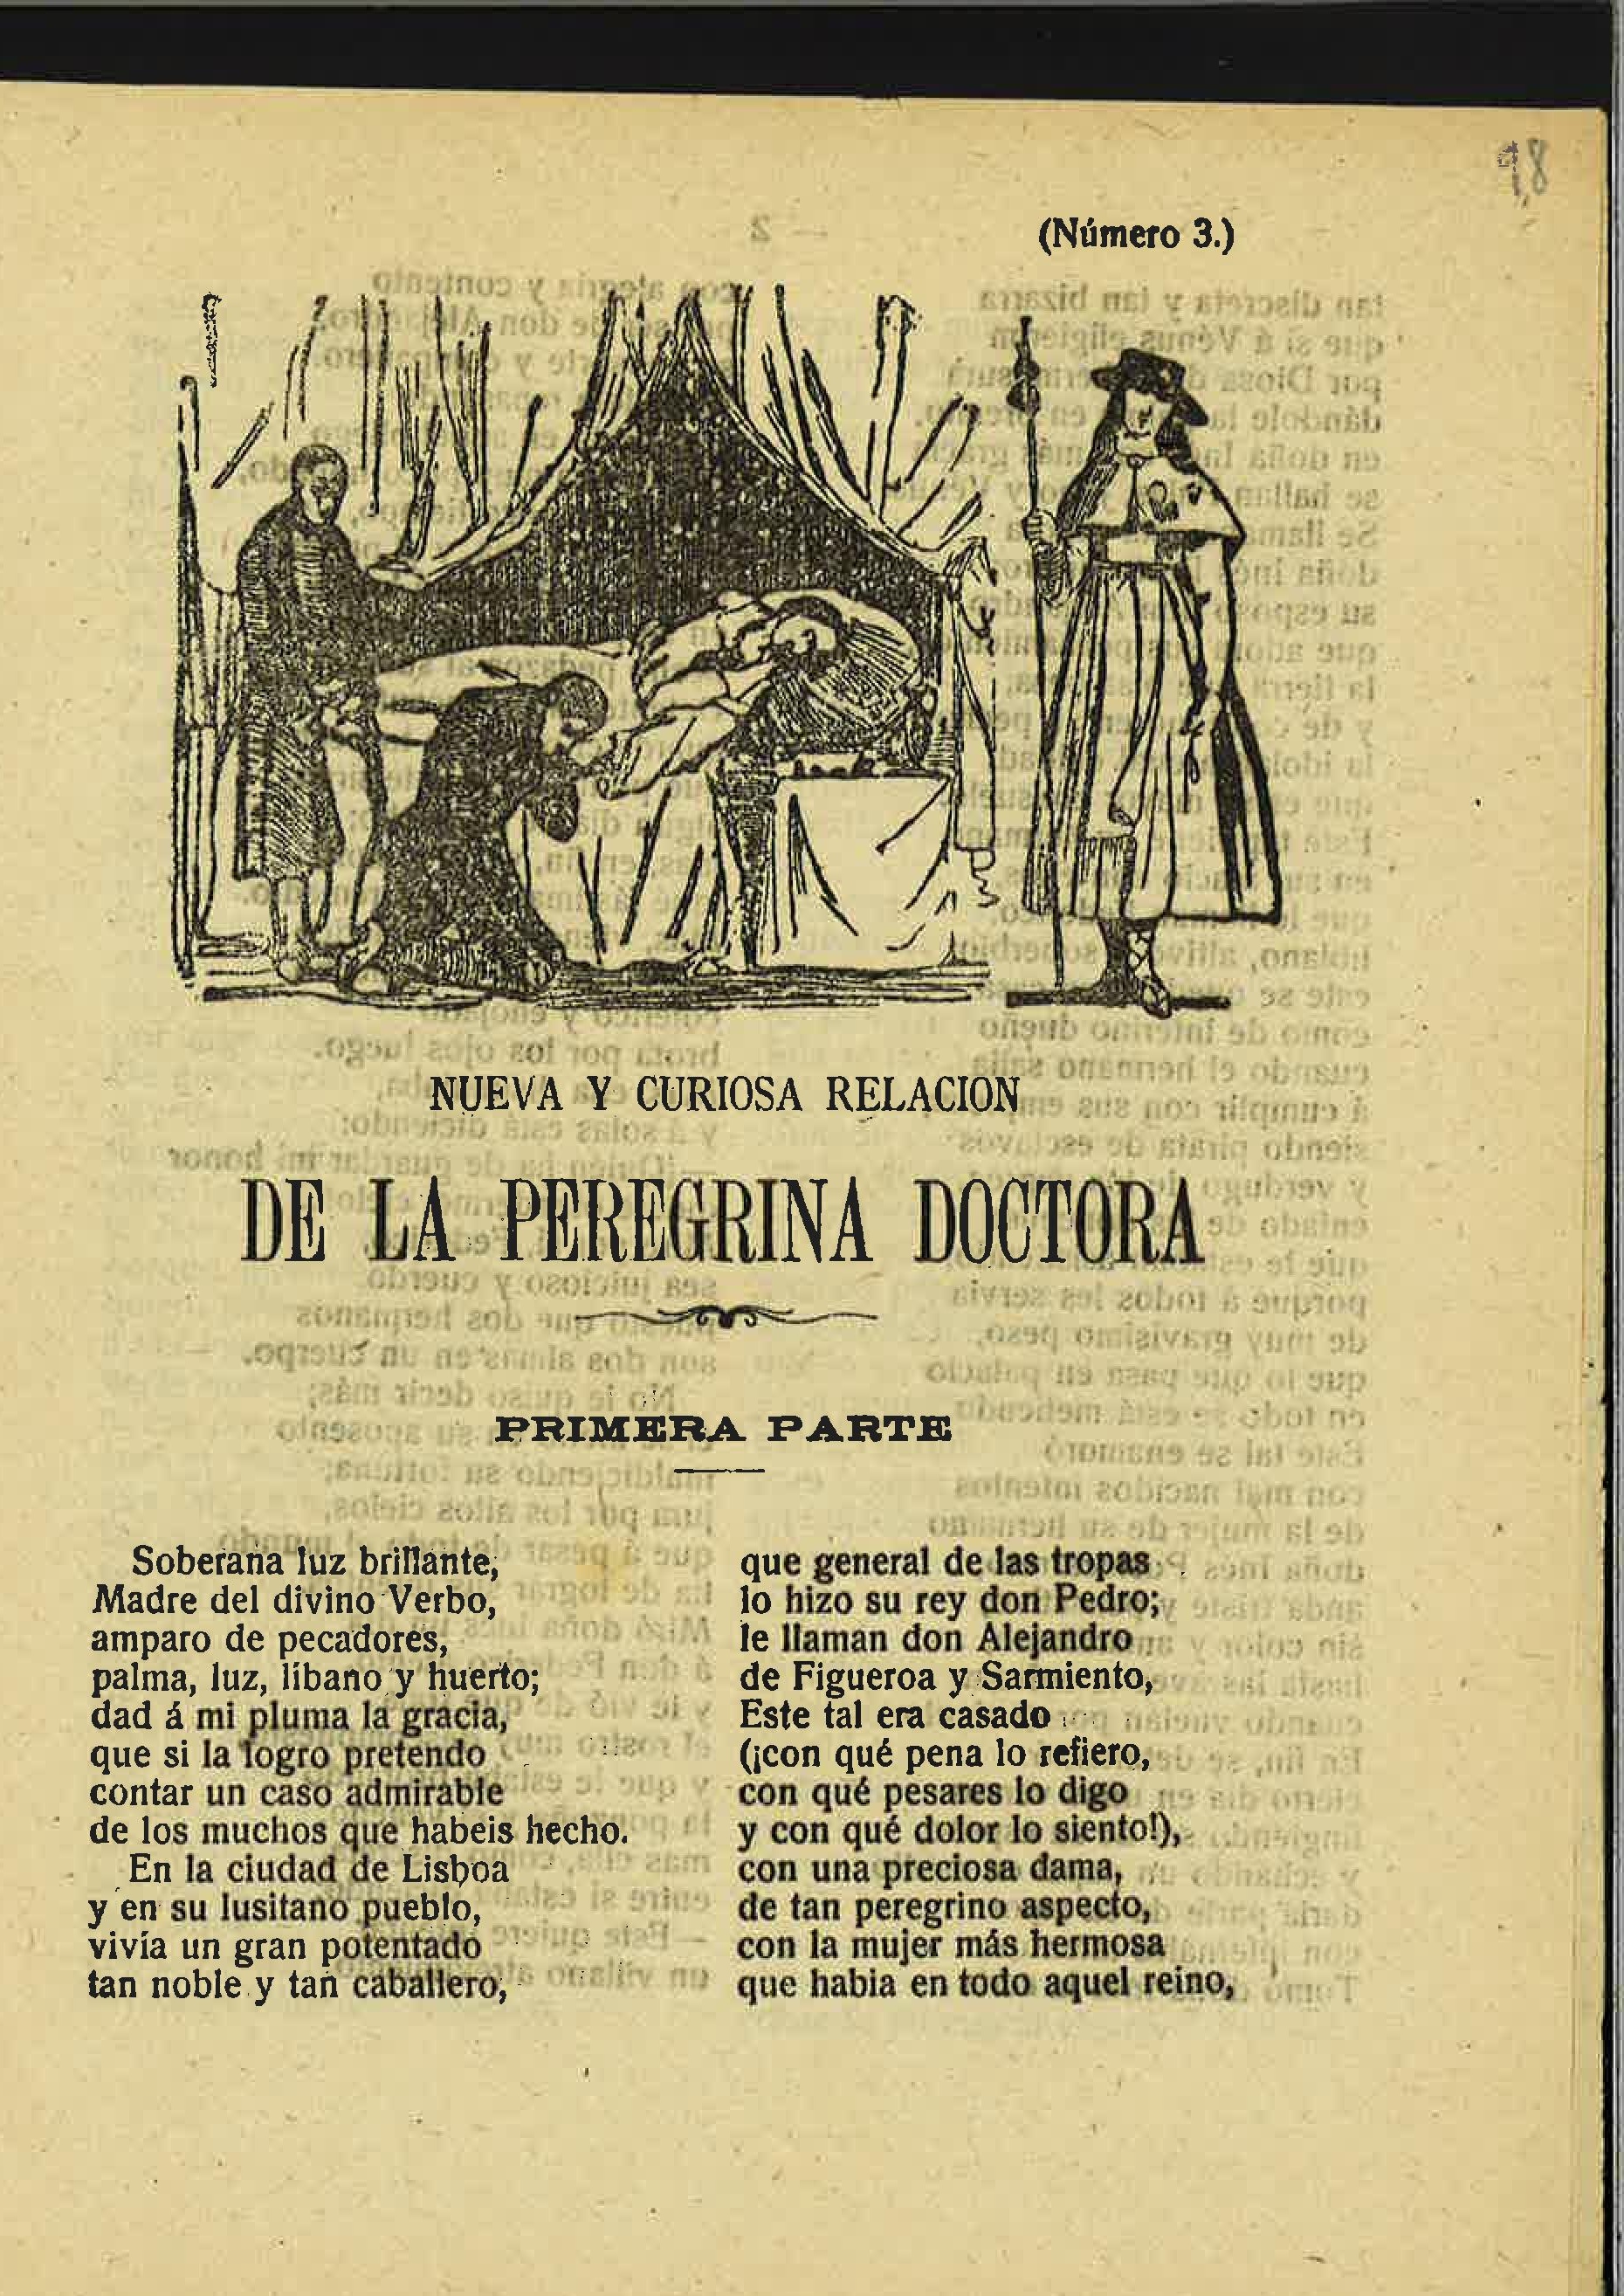 98
(Número 3.)
NUEVA Y CURIOSA RELACION
DE LA PEREGRINA DOCTORA
PRIMERA PARTE
Soberana luz brillante,
Madre del divino Verbo,
amparo de pecadores,
palma, luz, líbano y huerto;
dad á mi pluma la gracia,
que si la logro pretendo
contar un caso admirable
de los muchos que habeis hecho.
En la ciudad de Lisboa
y en su lusitano pueblo,
vivía un gran potentado
tan noble y tan caballero,
que general de las tropas
lo hizo su rey don Pedro;
le llaman don Alejandro
de Figueroa y Sarmiento,
Este tal era casado
(¡con qué pena lo refiero,
con qué pesares lo digo
y con qué dolor lo siento!),
con una preciosa dama,
de tan peregrino aspecto,
con la mujer más hermosa
que habia en todo aquel reino,